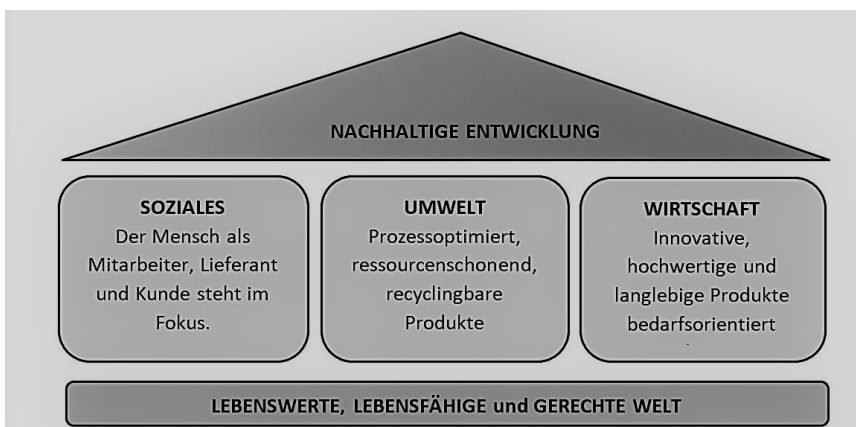 NACHHALTIGE ENTWICKLUNG
SOZIALES
Der Mensch als
Mitarbeiter, Lieferant
und Kunde steht im
Fokus.
UMWELT
Prozessoptimiert,
ressourcenschonend,
recyclingbare
Produkte
WIRTSCHAFT
Innovative,
hochwertige und
langlebige Produkte
bedarfsorientiert
LEBENSWERTE, LEBENSFÄHIGE und GERECHTE WELT